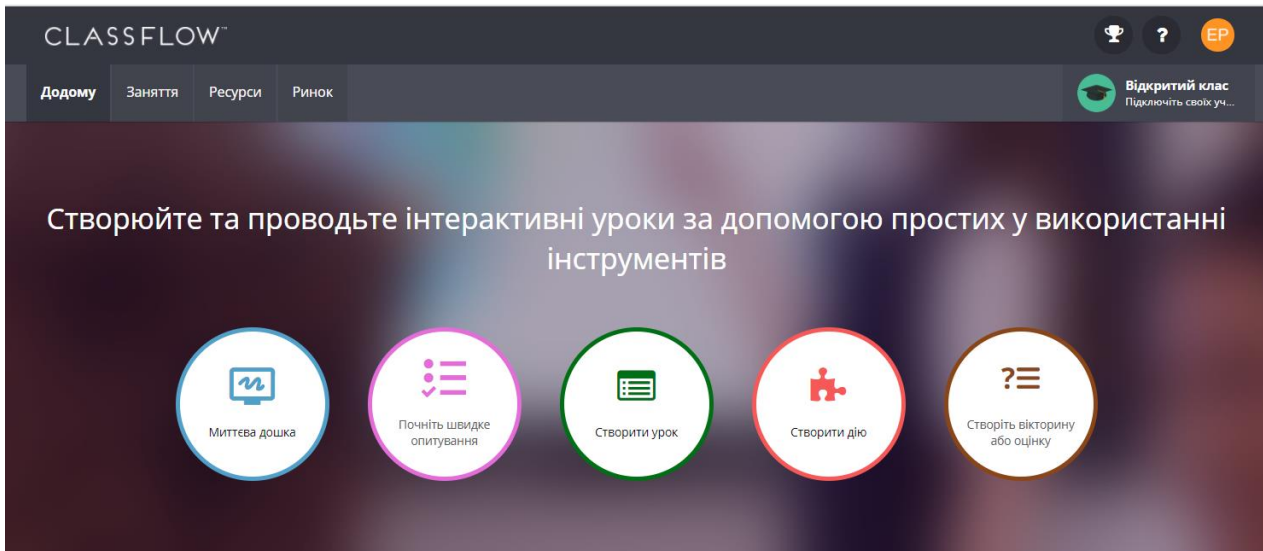 CLASSFLOW™
?
EP
Додому
Заняття
Ресурси
Ринок
Відкритий клас
Підключіть своїх уч...
Створюйте та проводьте інтерактивні уроки за допомогою простих у використанні
інструментів
Миттєва дошка
Почніть швидке
опитування
Створити урок
Створити дію
?
Створіть вікторину
або оцінку